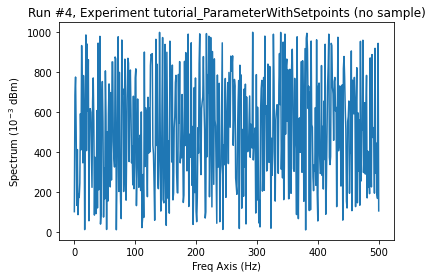 Run #4, Experiment tutorial_ParameterWithSetpoints (no sample)
1000
800
600
400
200
0
Spectrum (10⁻³ dBm)
0 100 200 300 400 500
Freq Axis (Hz)